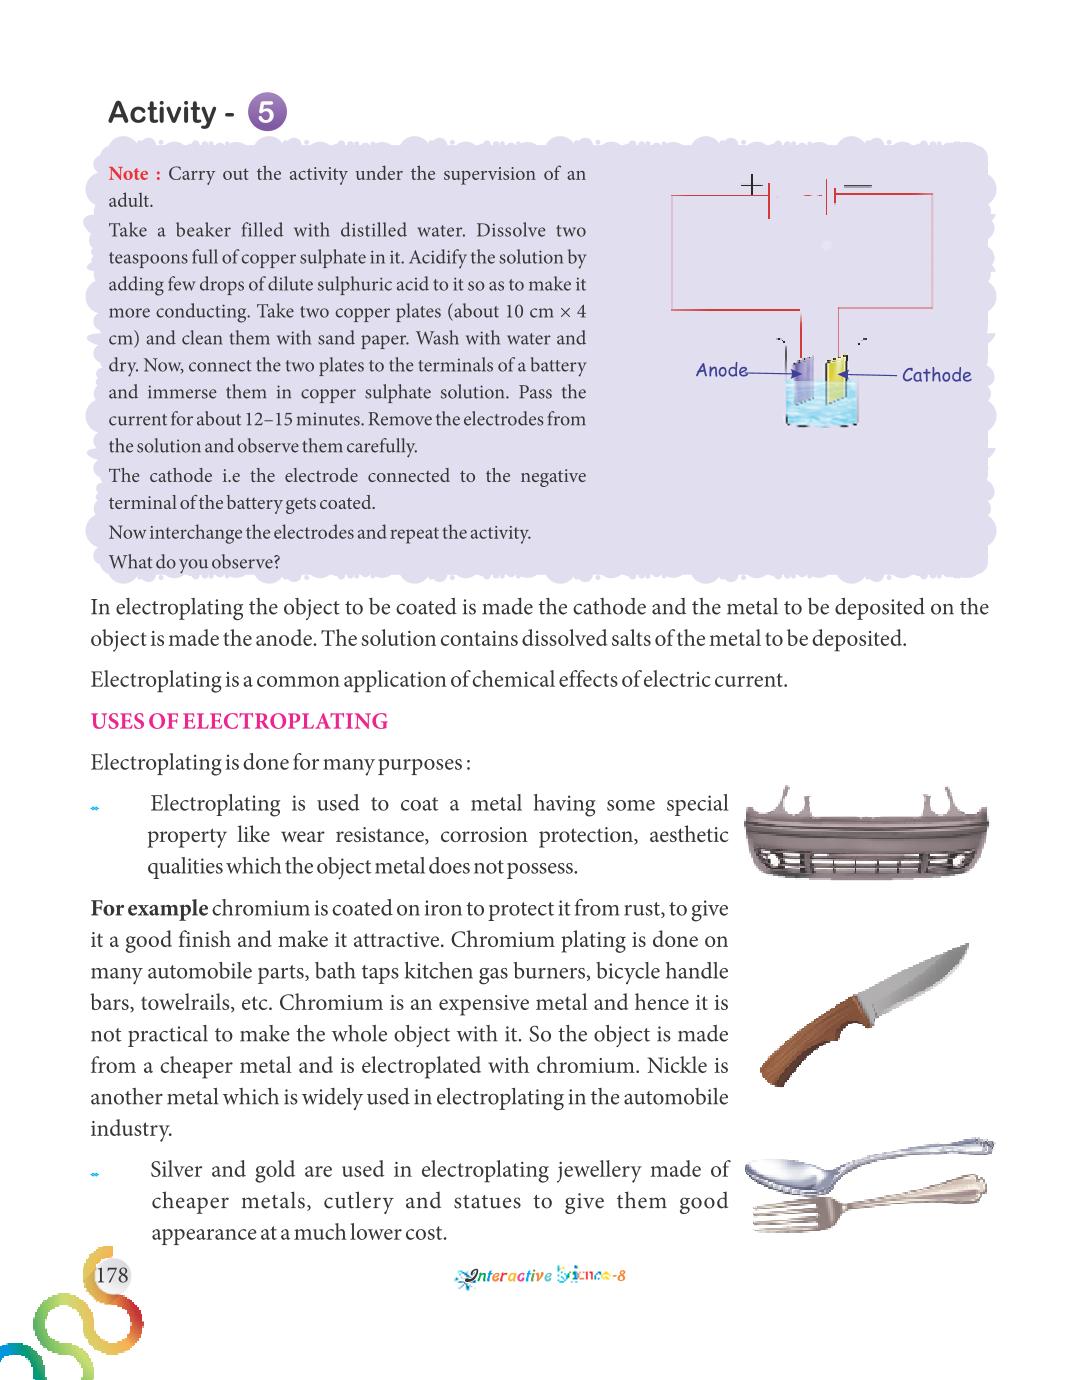 Activity - 5
Note : Carry out the activity under the supervision of an
adult.
Take a beaker filled with distilled water. Dissolve two
teaspoons full of copper sulphate in it. Acidify the solution by
adding few drops of dilute sulphuric acid to it so as to make it
more conducting. Take two copper plates (about 10 cm × 4
cm) and clean them with sand paper. Wash with water and
dry. Now, connect the two plates to the terminals of a battery
and immerse them in copper sulphate solution. Pass the
current for about 12–15 minutes. Remove the electrodes from
the solution and observe them carefully.
The cathode i.e the electrode connected to the negative
terminal of the battery gets coated.
Now interchange the electrodes and repeat the activity.
What do you observe?
+ —
Anode
Cathode
In electroplating the object to be coated is made the cathode and the metal to be deposited on the
object is made the anode. The solution contains dissolved salts of the metal to be deposited.
Electroplating is a common application of chemical effects of electric current.
USES OF ELECTROPLATING
Electroplating is done for many purposes :
Electroplating is used to coat a metal having some special
property like wear resistance, corrosion protection, aesthetic
qualities which the object metal does not possess.
For example chromium is coated on iron to protect it from rust, to give
it a good finish and make it attractive. Chromium plating is done on
many automobile parts, bath taps kitchen gas burners, bicycle handle
bars, towelrails, etc. Chromium is an expensive metal and hence it is
not practical to make the whole object with it. So the object is made
from a cheaper metal and is electroplated with chromium. Nickle is
another metal which is widely used in electroplating in the automobile
industry.
Silver and gold are used in electroplating jewellery made of
cheaper metals, cutlery and statues to give them good
appearance at a much lower cost.
178
Interactive Science-8